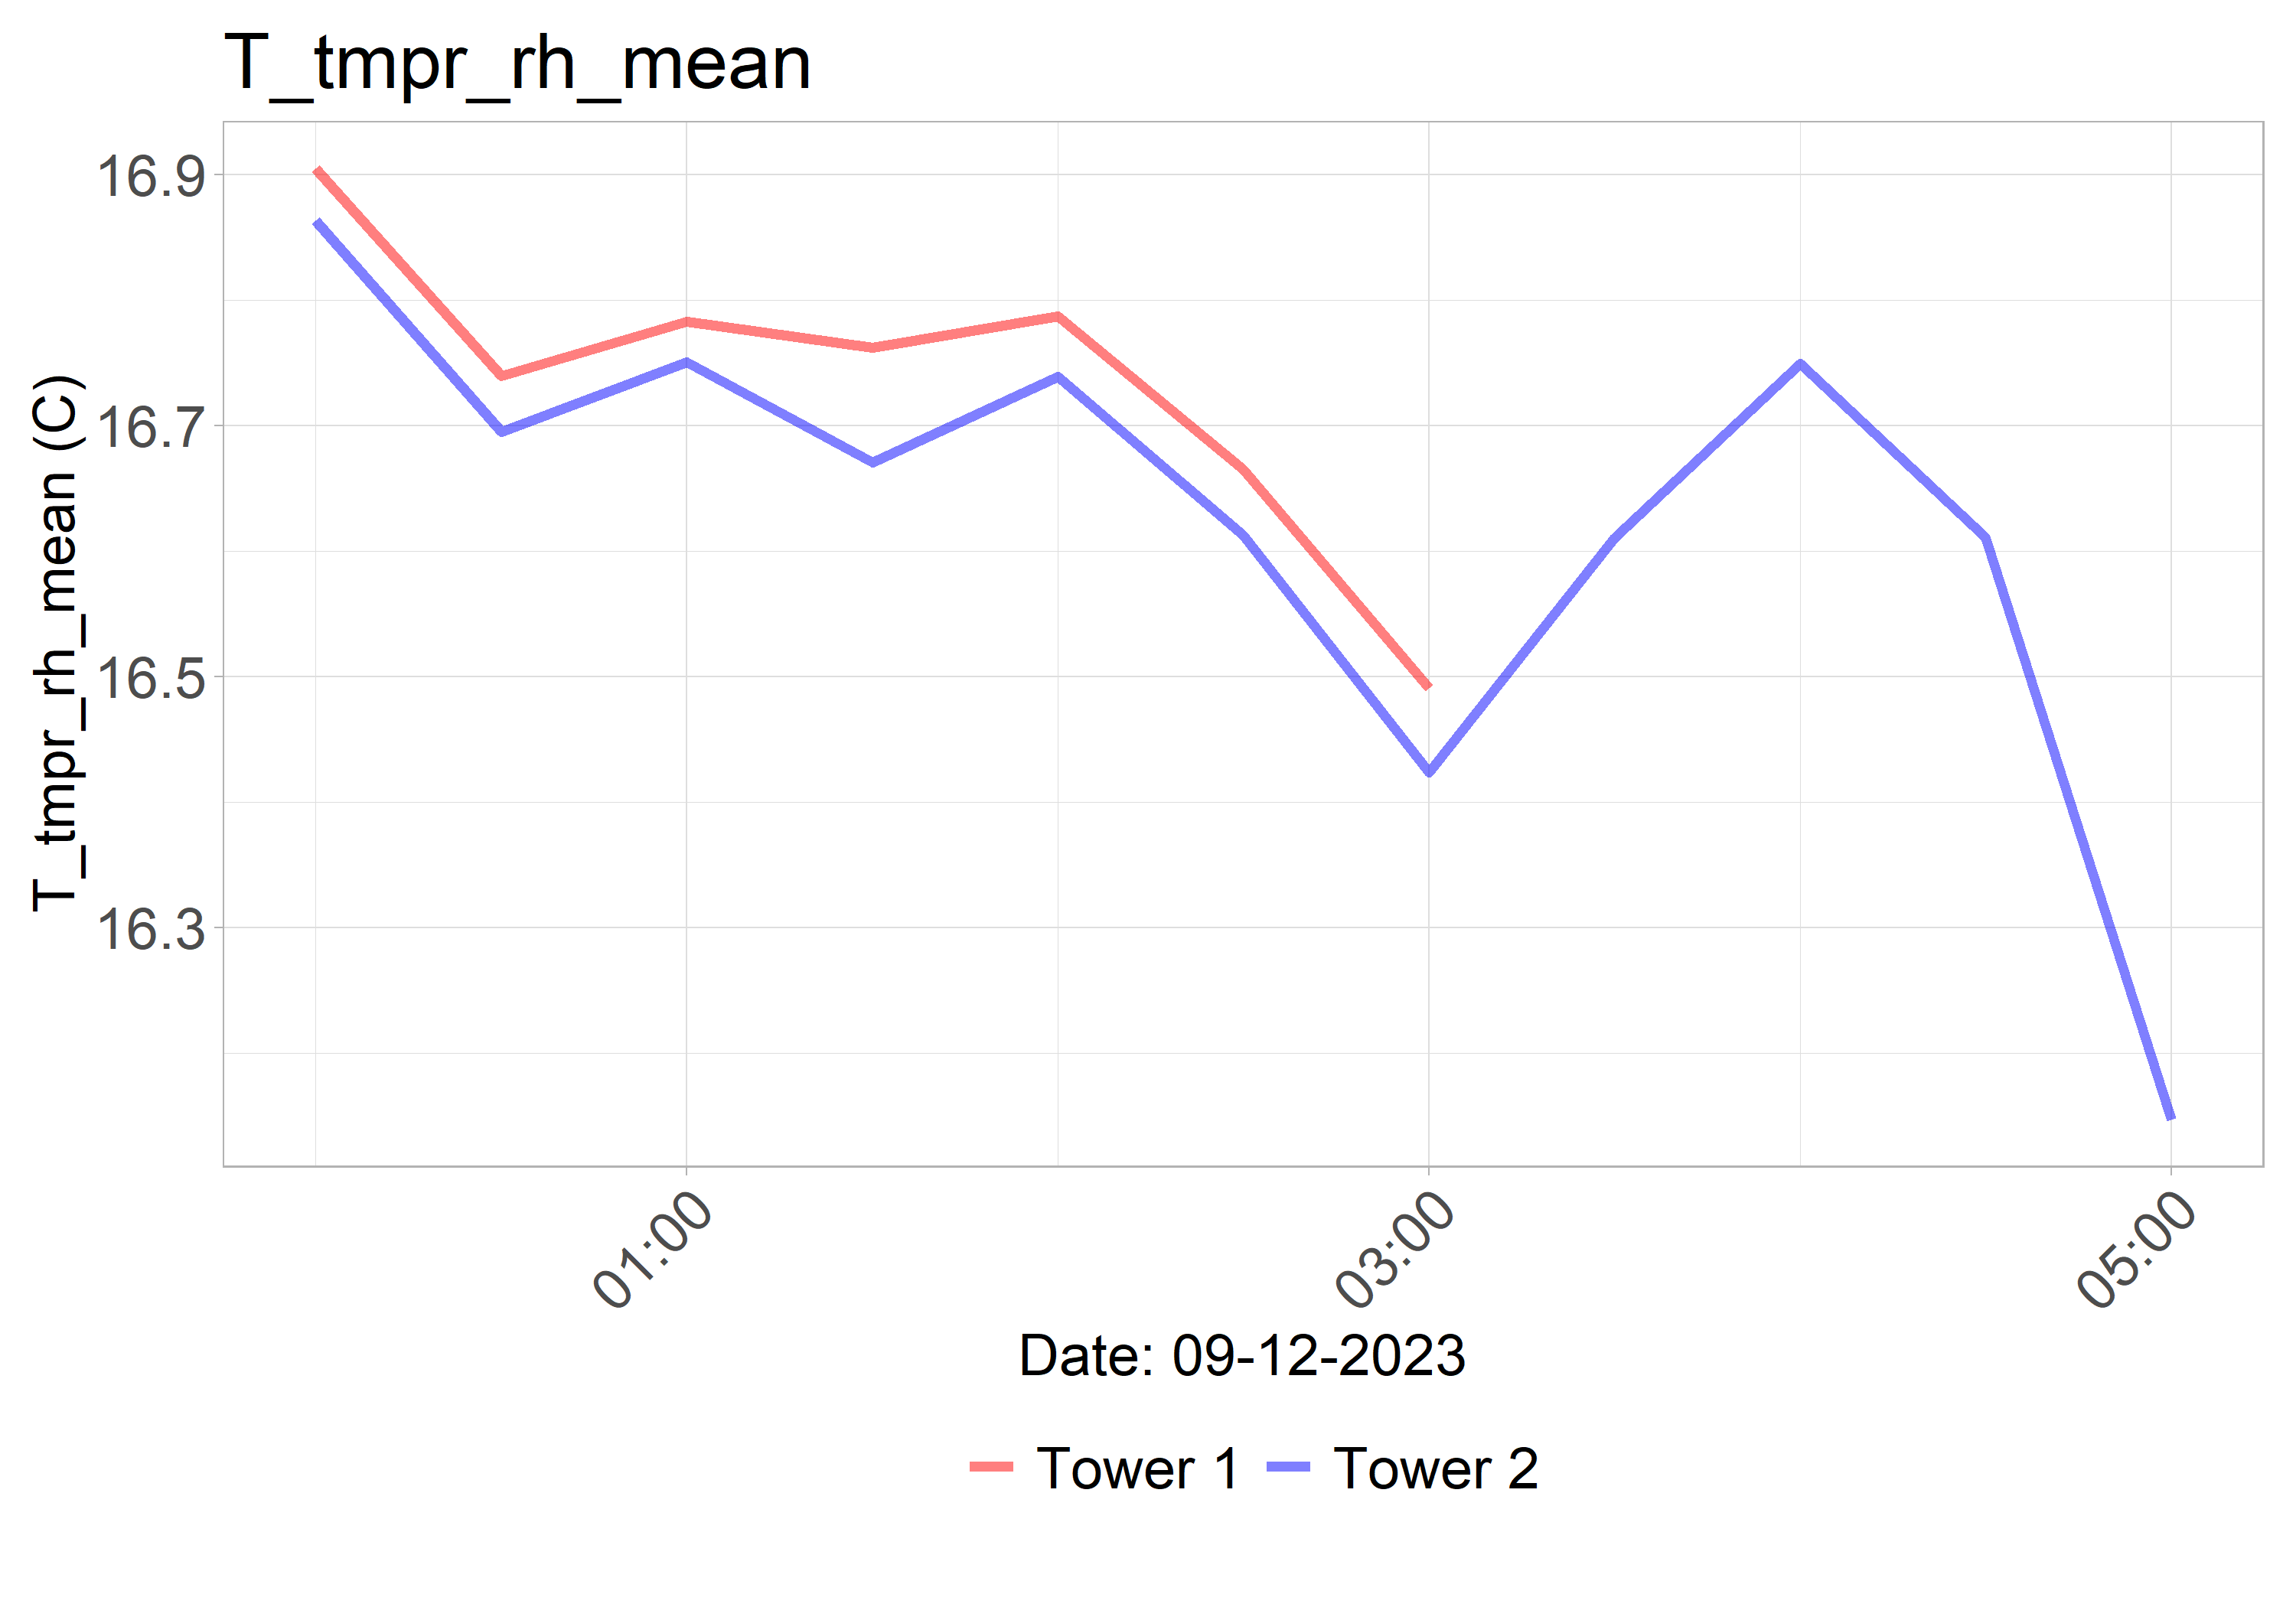 T_tmpr_rh_mean
T_tmpr_rh_mean (C)
16.9
16.7
16.5
16.3
01:00
03:00
05:00
Date: 09-12-2023
Tower 1
Tower 2